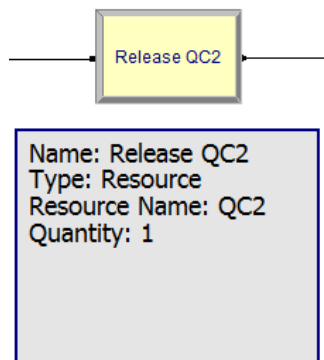 Release QC2
Name: Release QC2
Type: Resource
Resource Name: QC2
Quantity: 1